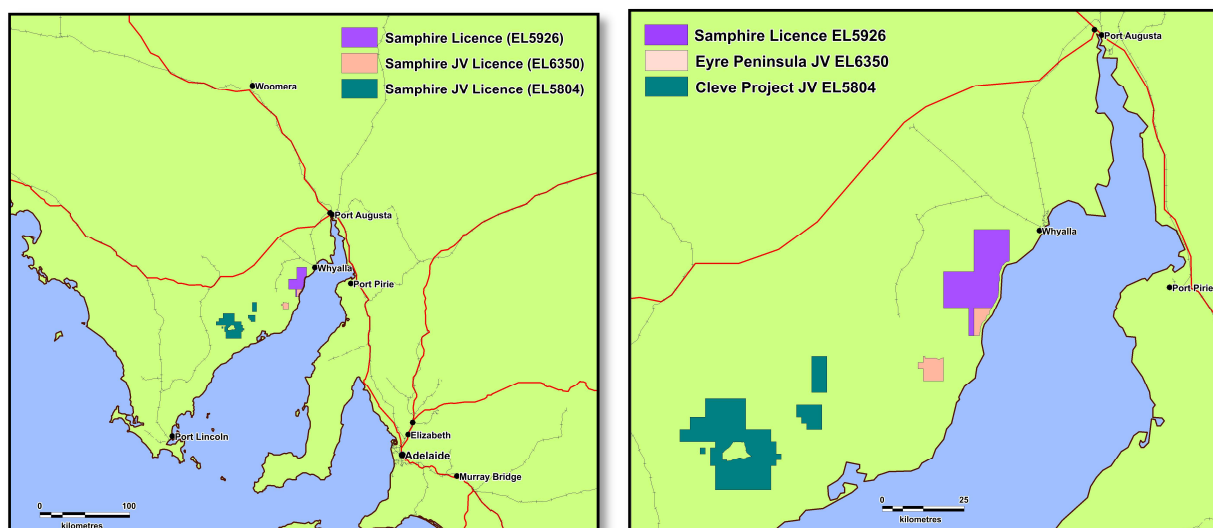 Samphire Licence (EL5926)
Samphire JV Licence (EL6350)
Samphire JV Licence (EL5804)
Woomera
Port Augusta
Whyalla
Port Pirie
Port Lincoln
Elizabeth
Adelaide
Murray Bridge
0 100
kilometres
Samphire Licence EL5926
Eyre Peninsula JV EL6350
Cleve Project JV EL5804
Port Augusta
Whyalla
Port Pirie
0 25
kilometres